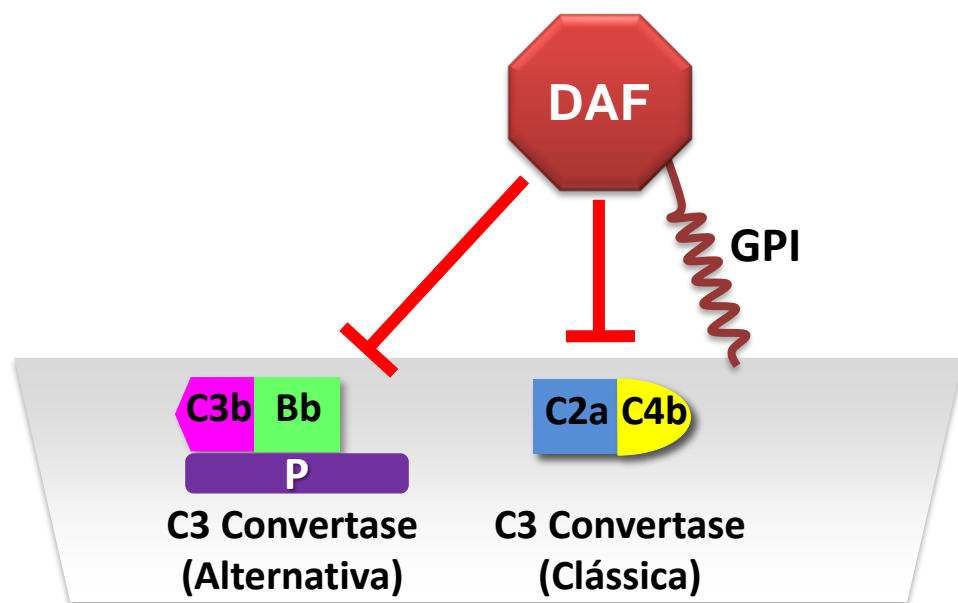 DAF
GPI
C3b Bb
P
C3 Convertase
(Alternativa)
C2a C4b
C3 Convertase
(Clássica)